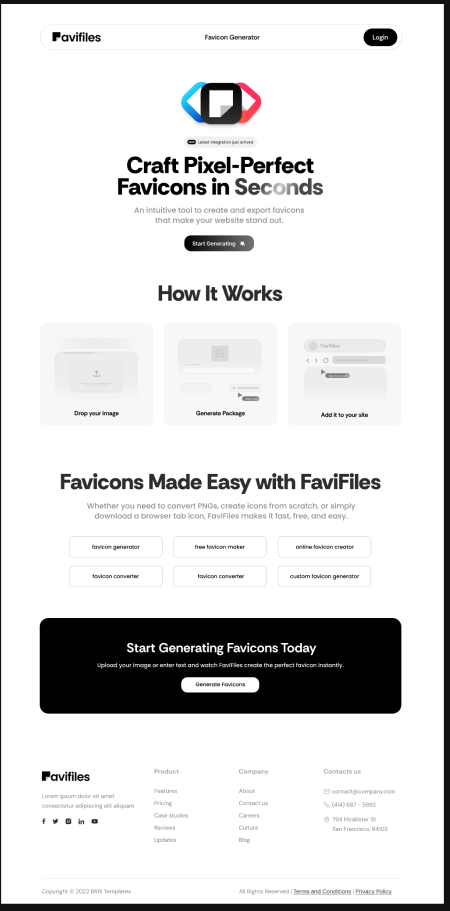 Favifiles
Favicon Generator
Login
Latest integration just arrived
Craft Pixel-Perfect
Favicons in Seconds
An intuitive tool to create and export favicons
that make your website stand out.
Start Generating
How It Works
FaviFiles
Drop your image
Generate Package
Add it to your site
Favicons Made Easy with FaviFiles
Whether you need to convert PNGs, create icons from scratch, or simply
download a browser tab icon, FaviFiles makes it fast, free, and easy.
favicon generator
free favicon maker
online favicon creator
favicon converter
favicon converter
custom favicon generator
Start Generating Favicons Today
Upload your image or enter text and watch FaviFiles create the perfect favicon instantly.
Generate Favicons
Favifiles
Lorem ipsum dolor sit amet
consectetur adipiscing elit aliquam
Product
Features
Pricing
Case studies
Reviews
Updates
Company
About
Contact us
Careers
Culture
Blog
Contacts us
contact@company.com
(414) 687 - 5892
794 Mcallister St
San Francisco, 94102
Copyright © 2022 BRIX Templates
All Rights Reserved | Terms and Conditions | Privacy Policy